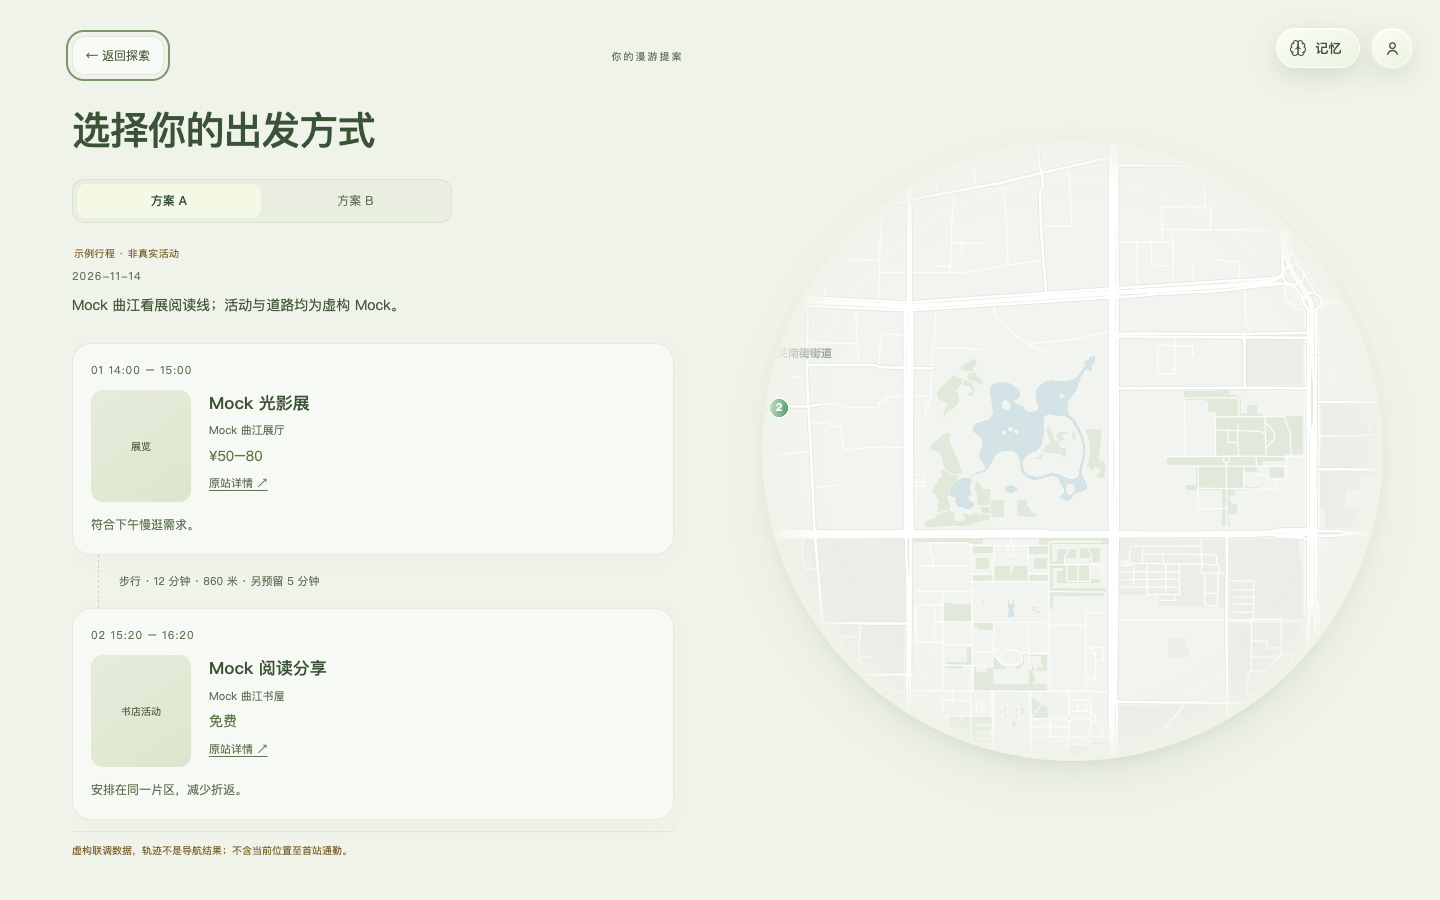 ← 返回探索
你的漫游提案
记忆
选择你的出发方式
方案 A
方案 B
示例行程 · 非真实活动
2026-11-14
Mock 曲江看展阅读线；活动与道路均为虚构 Mock。
01 14:00 — 15:00
展览
Mock 光影展
Mock 曲江展厅
¥50—80
原站详情 ↗
符合下午慢逛需求。
步行 · 12 分钟 · 860 米 · 另预留 5 分钟
02 15:20 — 16:20
书店活动
Mock 阅读分享
Mock 曲江书屋
免费
原站详情 ↗
安排在同一片区，减少折返。
虚构联调数据，轨迹不是导航结果；不含当前位置至首站通勤。
南街街道
2